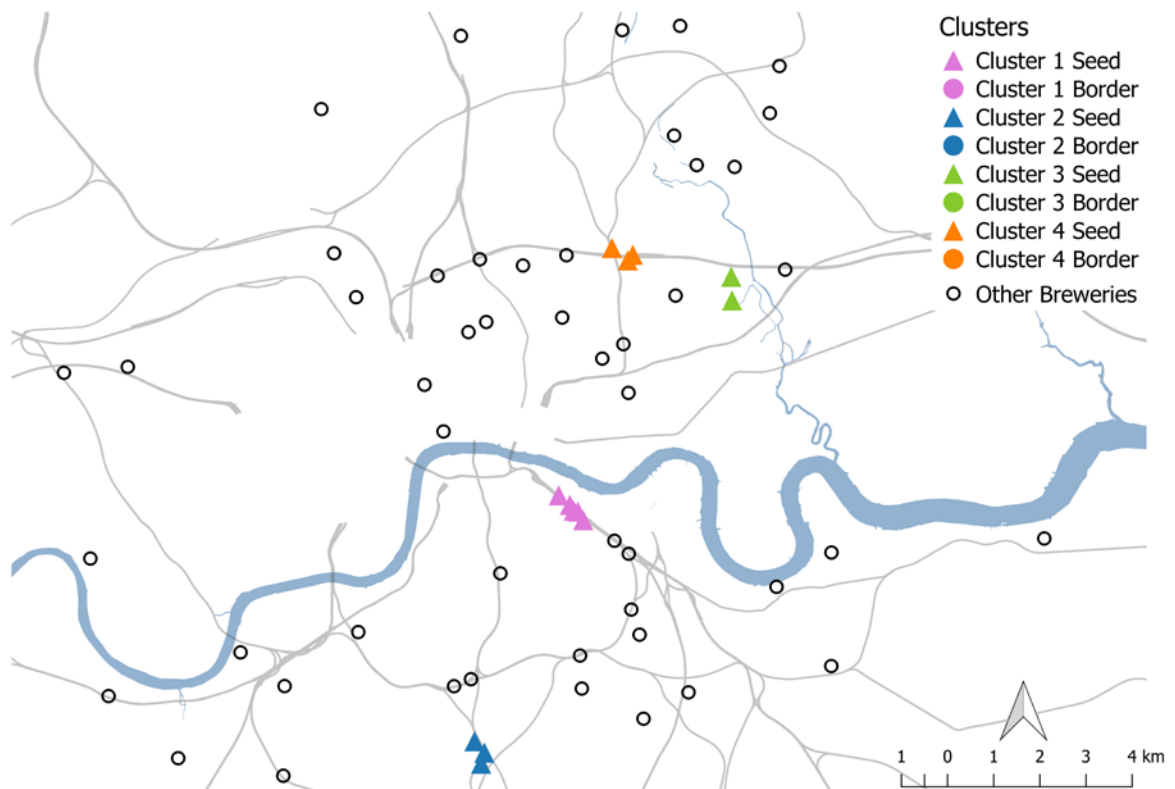 Clusters
Cluster 1 Seed
Cluster 1 Border
Cluster 2 Seed
Cluster 2 Border
Cluster 3 Seed
Cluster 3 Border
Cluster 4 Seed
Cluster 4 Border
Other Breweries
1 0 1 2 4 km